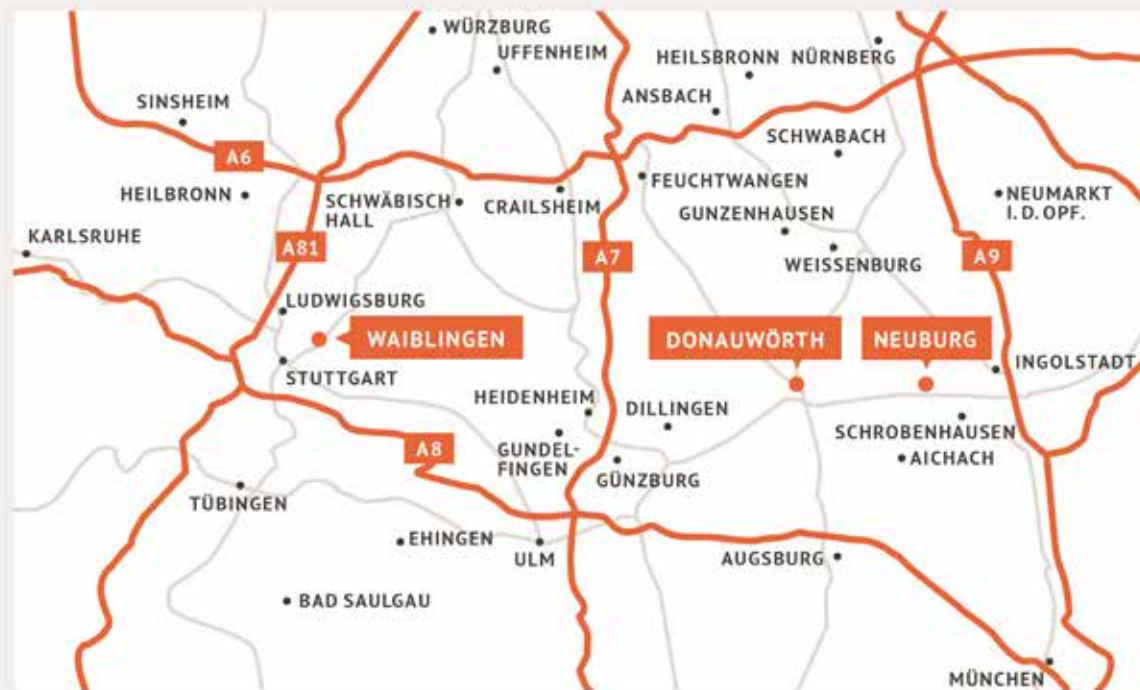 WÜRZBURG
UFFENHEIM
HEILSBRONN
NÜRNBERG
SINSHEIM
ANSBACH
SCHWABACH
A6
HEILBRONN
SCHWÄBISCH
HALL
CRAILSHEIM
FEUCHTWANGEN
GUNZENHAUSEN
NEUMARKT
I. D. OPF.
KARLSRUHE
A81
A7
WEISSENBURG
A9
LUDWIGSBURG
WAIBLINGEN
DONAUWÖRTH
NEUBURG
STUTTGART
INGOLSTADT
HEIDENHEIM
DILLINGEN
SCHROBENHAUSEN
A8
GUNDEL-
FINGEN
GÜNZBURG
AICHACH
TÜBINGEN
EHINGEN
ULM
AUGSBURG
BAD SAULGAU
MÜNCHEN